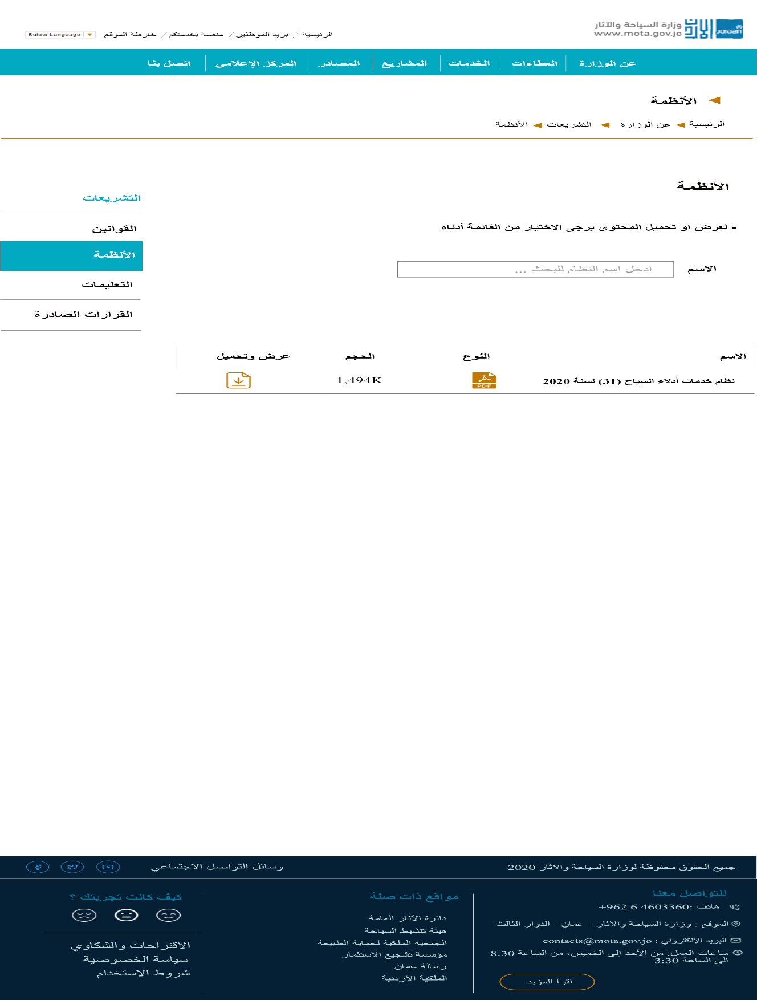 وزارة السياحة والآثار
www.mota.gov.jo
Jordan
الرئيسية / بريد الموظفين / منصة بخدمتكم / خارطة الموقع
Select Language
عن الوزارة | العطاءات | الخدمات | المشاريع | المصادر | المركز الإعلامي | اتصل بنا
الأنظمة
الرئيسية عن الوزارة التشريعات الأنظمة
الأنظمة
• لعرض او تحميل المحتوى يرجى الاختيار من القائمة أدناه
الاسم
ادخل اسم النظام للبحث ...
التشريعات
القوانين
الأنظمة
التعليمات
القرارات الصادرة
الاسم النوع الحجم عرض وتحميل
نظام خدمات أدلاء السياح (31) لسنة 2020 PDF 1,494K
جميع الحقوق محفوظة لوزارة السياحة والاثار 2020
وسائل التواصل الاجتماعي
للتواصل معنا
هاتف :4603360 6 962+
الموقع : وزارة السياحة والاثار - عمان - الدوار الثالث
البريد الإلكتروني : contacts@mota.gov.jo
ساعات العمل: من الأحد إلى الخميس، من الساعة 8:30
الى الساعة 3:30
اقرأ المزيد
مواقع ذات صلة
دائرة الاثار العامة
هيئة تنشيط السياحة
الجمعيه الملكية لحماية الطبيعة
مؤسسة تشجيع الاستثمار
رسالة عمان
الملكية الأردنية
كيف كانت تجربتك ؟
الاقتراحات والشكاوي
سياسة الخصوصية
شروط الاستخدام